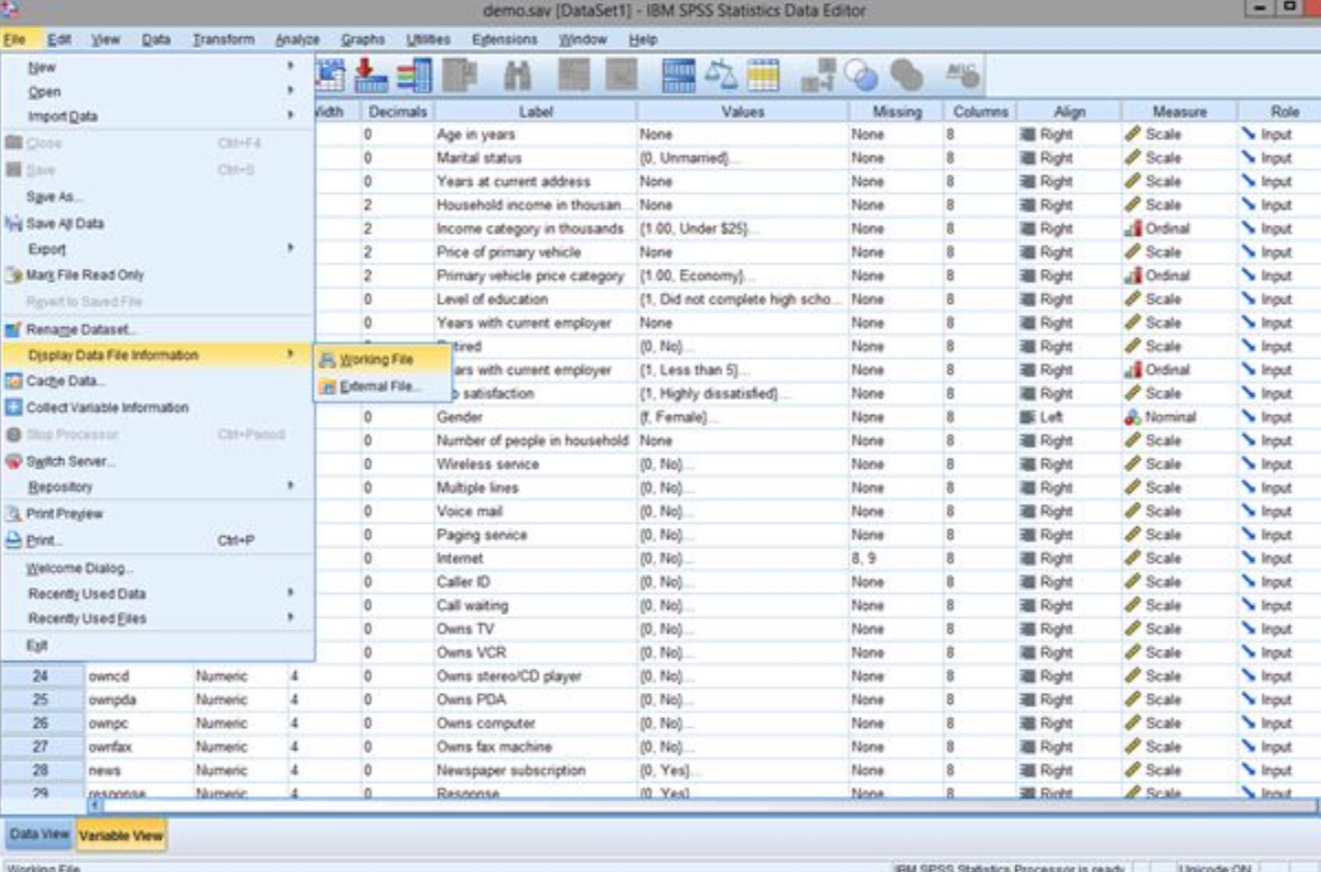 demo.sav [DataSet1] - IBM SPSS Statistics Data Editor
File Edit View Data Transform Analyze Graphs Utilities Extensions Window Help
New
Open
Import Data
Close Ctrl+F4
Save Ctrl+S
Save As...
Save All Data
Export
Mark File Read Only
Revert to Saved File
Rename Dataset...
Display Data File Information
Cache Data...
Collect Variable Information
Stop Processor Ctrl+Period
Switch Server...
Repository
Print Preview
Print... Ctrl+P
Welcome Dialog...
Recently Used Data
Recently Used Files
Exit
Working File
External File...
Width Decimals Label Values Missing Columns Align Measure Role
0 Age in years None None 8 Right Scale Input
0 Marital status {0, Unmarried}... None 8 Right Scale Input
0 Years at current address None None 8 Right Scale Input
2 Household income in thousan... None None 8 Right Scale Input
2 Income category in thousands {1.00, Under $25}... None 8 Right Ordinal Input
2 Price of primary vehicle None None 8 Right Scale Input
2 Primary vehicle price category {1.00, Economy}... None 8 Right Ordinal Input
0 Level of education {1, Did not complete high scho... None 8 Right Scale Input
0 Years with current employer None None 8 Right Scale Input
etired {0, No}... None 8 Right Scale Input
ars with current employer {1, Less than 5}... None 8 Right Ordinal Input
b satisfaction {1, Highly dissatisfied}... None 8 Right Scale Input
0 Gender {f, Female}... None 8 Left Nominal Input
0 Number of people in household None None 8 Right Scale Input
0 Wireless service {0, No}... None 8 Right Scale Input
0 Multiple lines {0, No}... None 8 Right Scale Input
0 Voice mail {0, No}... None 8 Right Scale Input
0 Paging service {0, No}... None 8 Right Scale Input
0 Internet {0, No}... 8, 9 8 Right Scale Input
0 Caller ID {0, No}... None 8 Right Scale Input
0 Call waiting {0, No}... None 8 Right Scale Input
0 Owns TV {0, No}... None 8 Right Scale Input
0 Owns VCR {0, No}... None 8 Right Scale Input
24 owncd Numeric 4 0 Owns stereo/CD player {0, No}... None 8 Right Scale Input
25 ownpda Numeric 4 0 Owns PDA {0, No}... None 8 Right Scale Input
26 ownpc Numeric 4 0 Owns computer {0, No}... None 8 Right Scale Input
27 ownfax Numeric 4 0 Owns fax machine {0, No}... None 8 Right Scale Input
28 news Numeric 4 0 Newspaper subscription {0, Yes}... None 8 Right Scale Input
29 response Numeric 4 0 Response {0, Yes} None 8 Right Scale Input
Data View Variable View
Working File IBM SPSS Statistics Processor is ready Unicode:ON